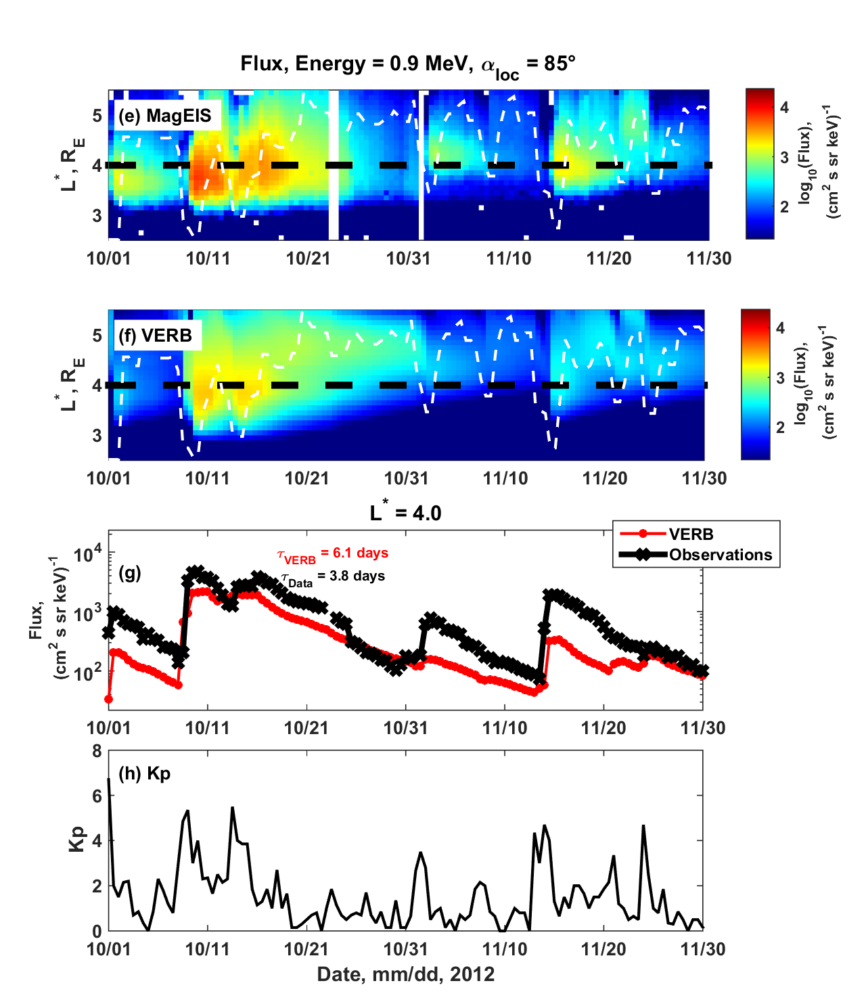 Flux, Energy = 0.9 MeV, α_loc = 85°
(e) MagEIS
L*, R_E
5
4
3
10/01 10/11 10/21 10/31 11/10 11/20 11/30
4
3
2
log10(Flux),
(cm² s sr keV)⁻¹
(f) VERB
L*, R_E
5
4
3
10/01 10/11 10/21 10/31 11/10 11/20 11/30
4
3
2
log10(Flux),
(cm² s sr keV)⁻¹
L* = 4.0
VERB
Observations
(g)
τ_VERB = 6.1 days
τ_Data = 3.8 days
Flux,
(cm² s sr keV)⁻¹
10⁴
10³
10²
10/01 10/11 10/21 10/31 11/10 11/20 11/30
(h) Kp
Kp
8
6
4
2
0
10/01 10/11 10/21 10/31 11/10 11/20 11/30
Date, mm/dd, 2012